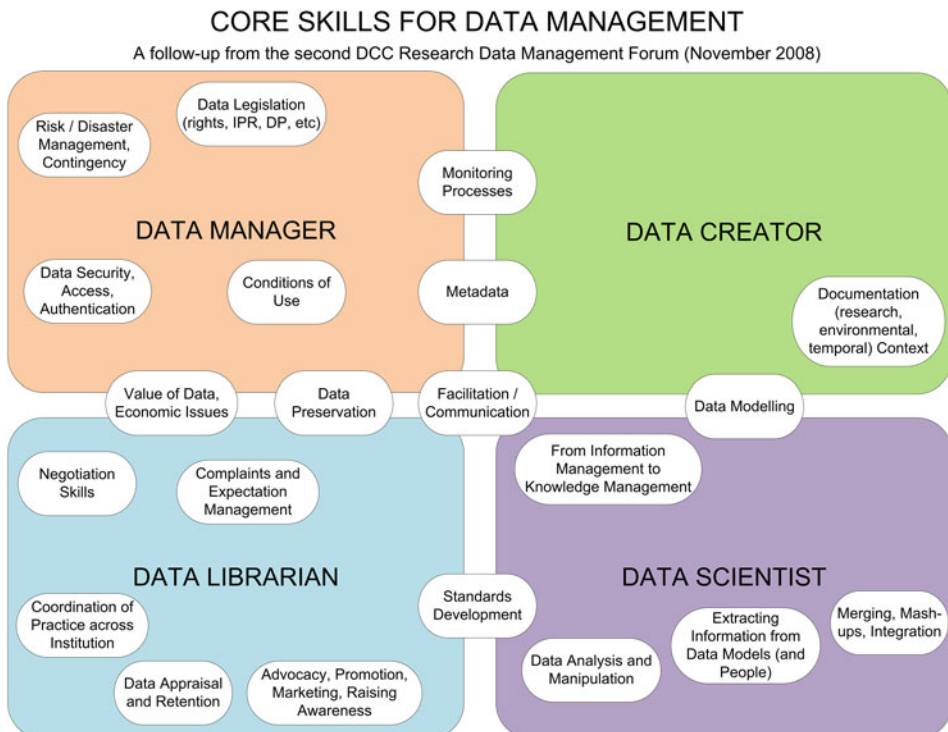 CORE SKILLS FOR DATA MANAGEMENT
A follow-up from the second DCC Research Data Management Forum (November 2008)
Data Legislation
(rights, IPR, DP, etc)
Risk / Disaster
Management,
Contingency
Monitoring
Processes
DATA MANAGER
DATA CREATOR
Data Security,
Access,
Authentication
Conditions of
Use
Metadata
Documentation
(research,
environmental,
temporal) Context
Value of Data,
Economic Issues
Data
Preservation
Facilitation /
Communication
Data Modelling
Negotiation
Skills
Complaints and
Expectation
Management
From Information
Management to
Knowledge Management
DATA LIBRARIAN
DATA SCIENTIST
Coordination of
Practice across
Institution
Standards
Development
Extracting
Information from
Data Models (and
People)
Merging, Mash-
ups, Integration
Data Appraisal
and Retention
Advocacy, Promotion,
Marketing, Raising
Awareness
Data Analysis and
Manipulation